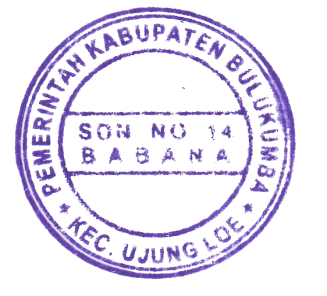 PEMERINTAH KABUPATEN BULUKUMBA
SDN NO 14
BABANA
* KEC. UJUNG LOE *